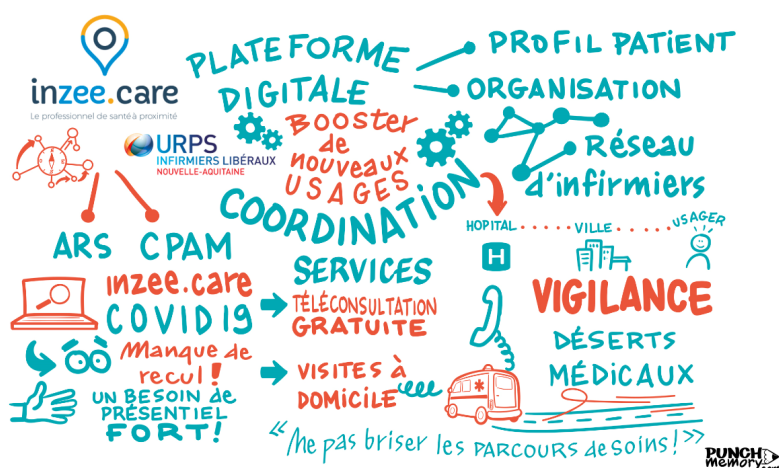 inzee.care
Le professionnel de santé à proximité
URPS
INFIRMIERS LIBÉRAUX
NOUVELLE-AQUITAINE
ARS CPAM
PLATEFORME
DIGITALE
BOOSTER
de
nouveaux
USAGES
COORDINATION
PROFIL PATIENT
ORGANISATION
Réseau
d'infirmiers
HOPITAL
VILLE
USAGER
H
inzee.care
COVID19
Manque de
recul!
UN BESOIN de
PRÉSENTIEL
FORT!
SERVICES
TÉLÉCONSULTATION
GRATUITE
VISITES à
DOMICILE
VIGILANCE
DÉSERTS
MÉDICAUX
"Ne pas briser les PARCOURS de soins!"
PUNCH
memory